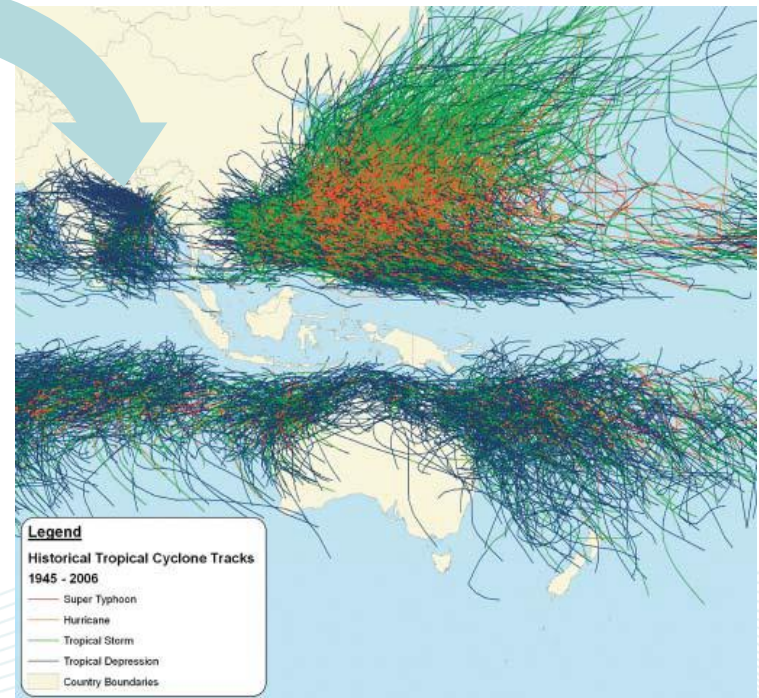 Legend
Historical Tropical Cyclone Tracks
1945 - 2006
Super Typhoon
Hurricane
Tropical Storm
Tropical Depression
Country Boundaries